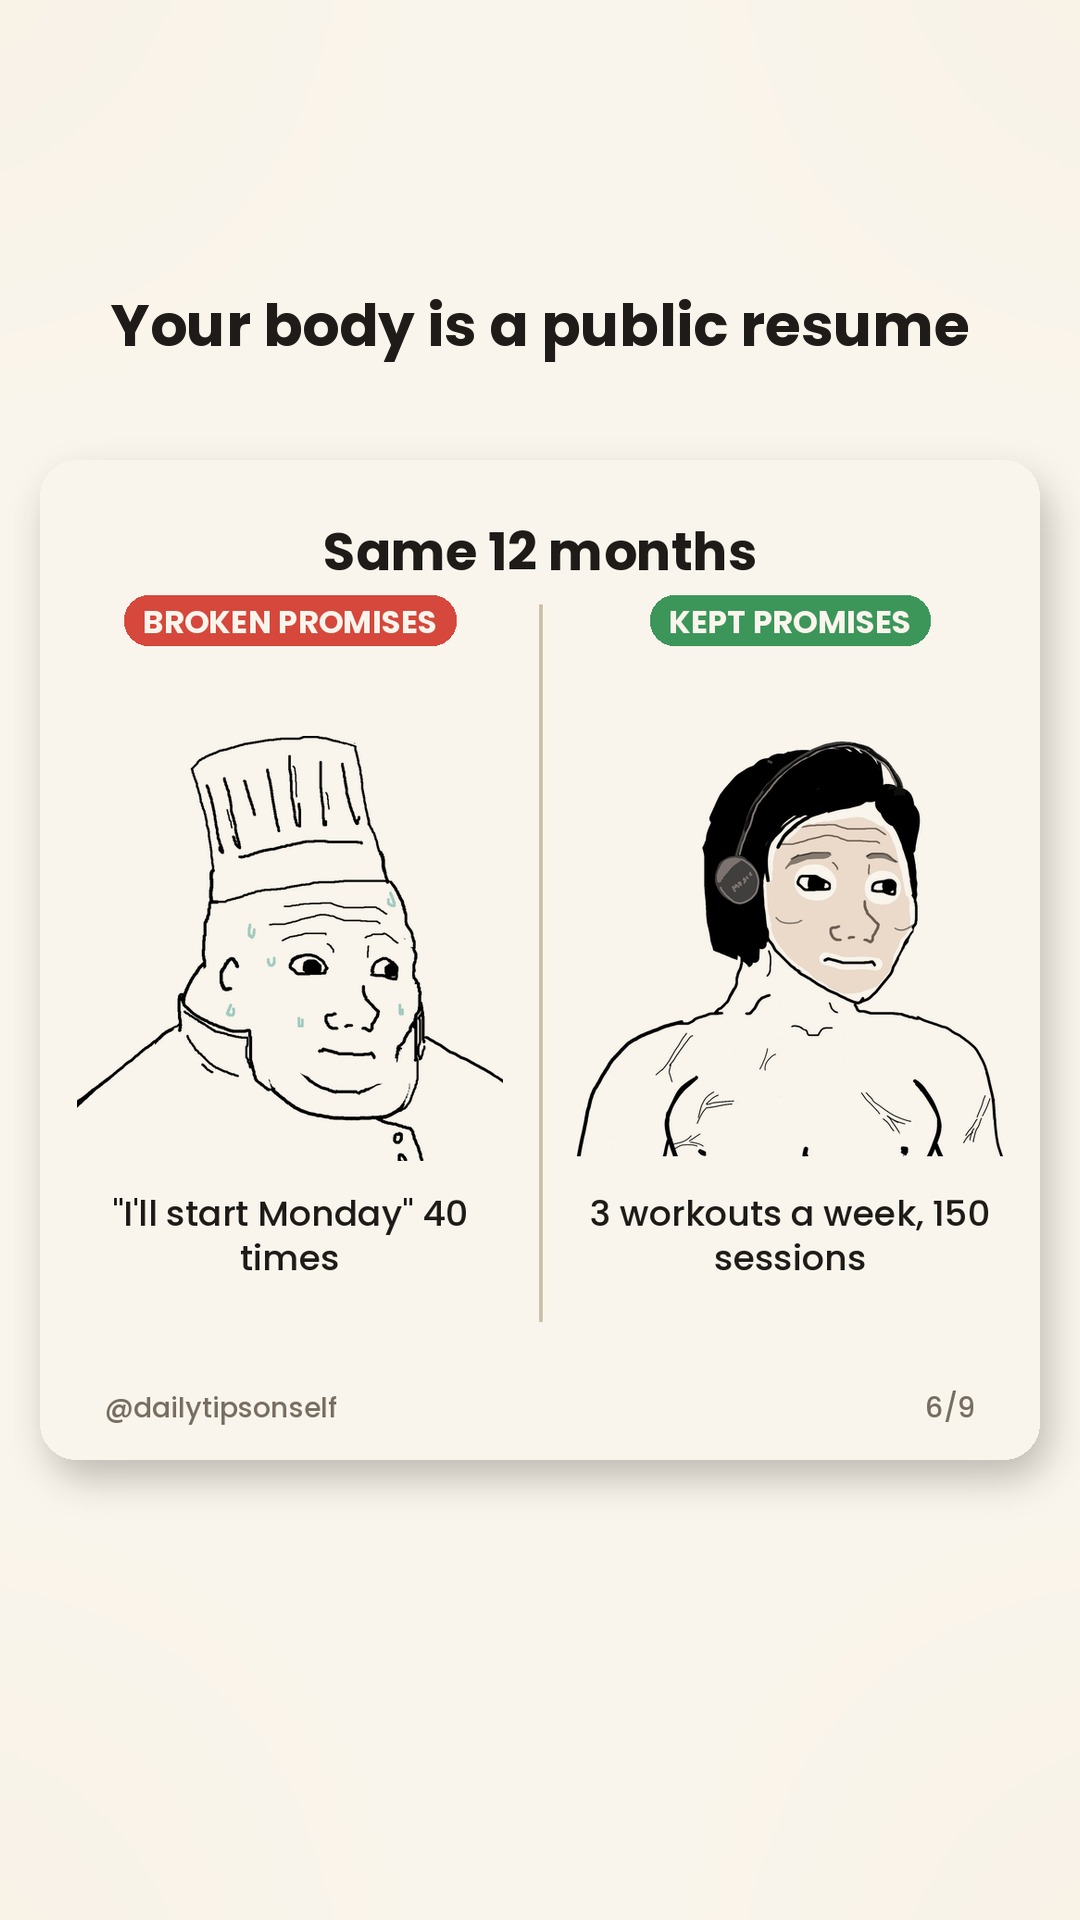 Your body is a public resume
Same 12 months
BROKEN PROMISES
KEPT PROMISES
"I'll start Monday" 40
times
3 workouts a week, 150
sessions
@dailytipsonself
6/9